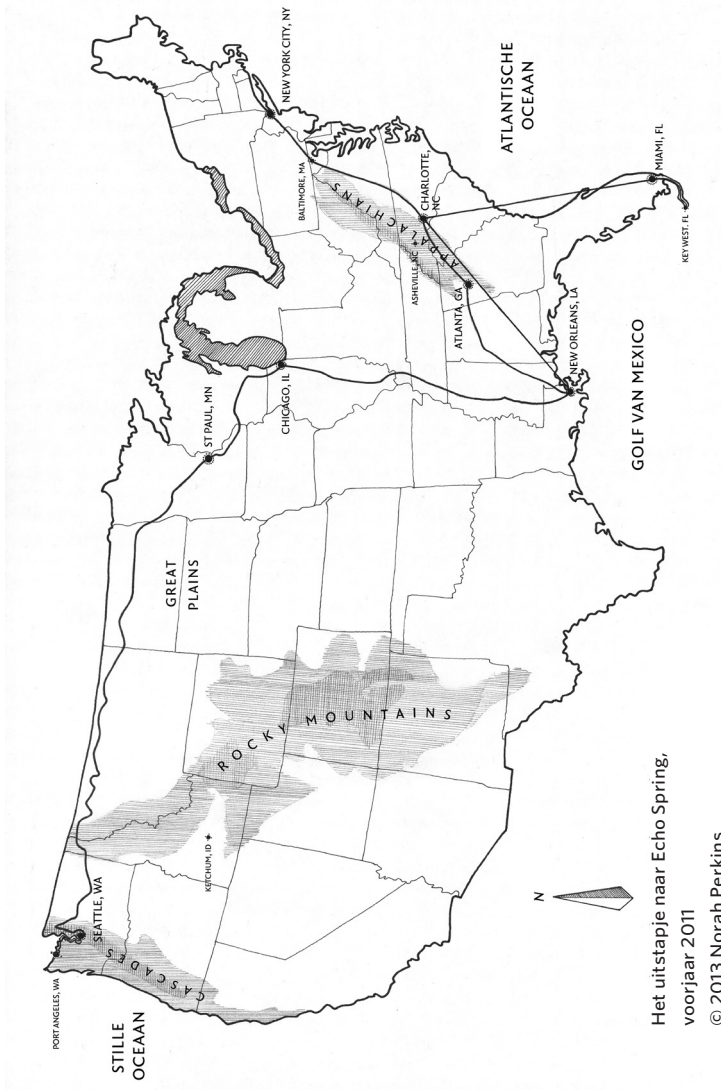 PORT ANGELES, WA
SEATTLE, WA
CASCADES
STILLE
OCEAAN
KETCHUM, ID
ROCKY MOUNTAINS
GREAT
PLAINS
ST PAUL, MN
CHICAGO, IL
NEW YORK CITY, NY
BALTIMORE, MA
APPALACHIANS
CHARLOTTE,
NC
ASHEVILLE, NC
ATLANTA, GA
NEW ORLEANS, LA
ATLANTISCHE
OCEAAN
MIAMI, FL
KEY WEST, FL
GOLF VAN MEXICO
N
Het uitstapje naar Echo Spring,
voorjaar 2011
© 2013 Norah Perkins